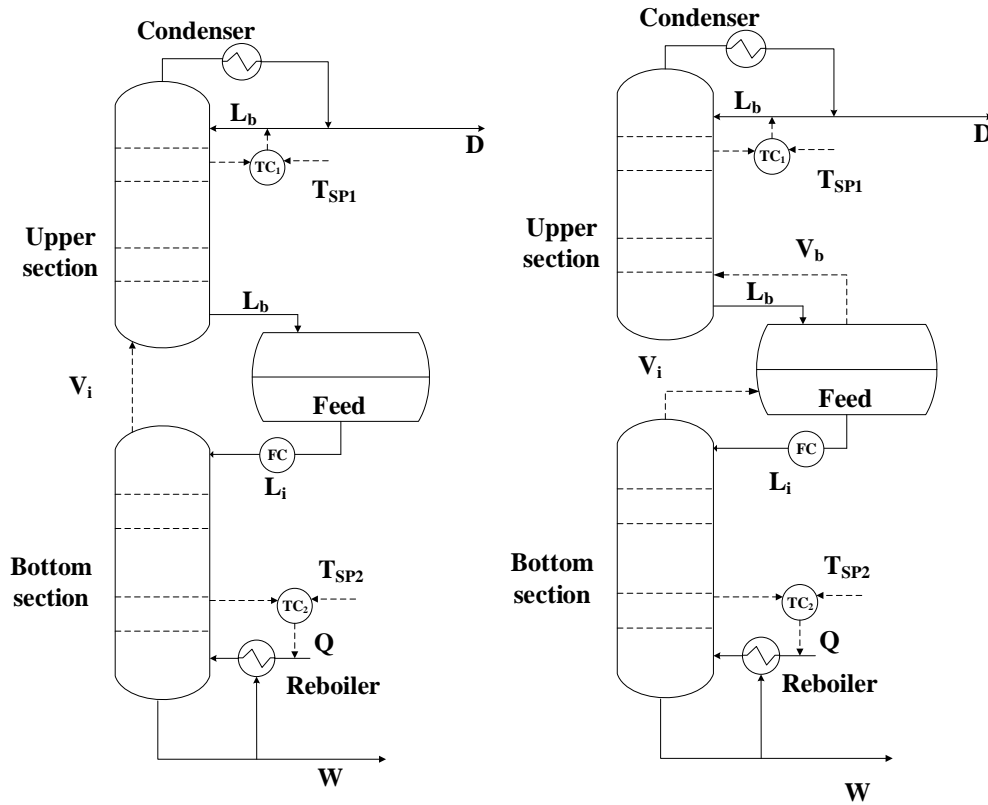 Condenser
L_b
D
TC_1
T_SP1
Upper
section
L_b
V_i
Feed
FC
L_i
Bottom
section
T_SP2
TC_2
Q
Reboiler
W
Condenser
L_b
D
TC_1
T_SP1
Upper
section
V_b
L_b
V_i
Feed
FC
L_i
Bottom
section
T_SP2
TC_2
Q
Reboiler
W